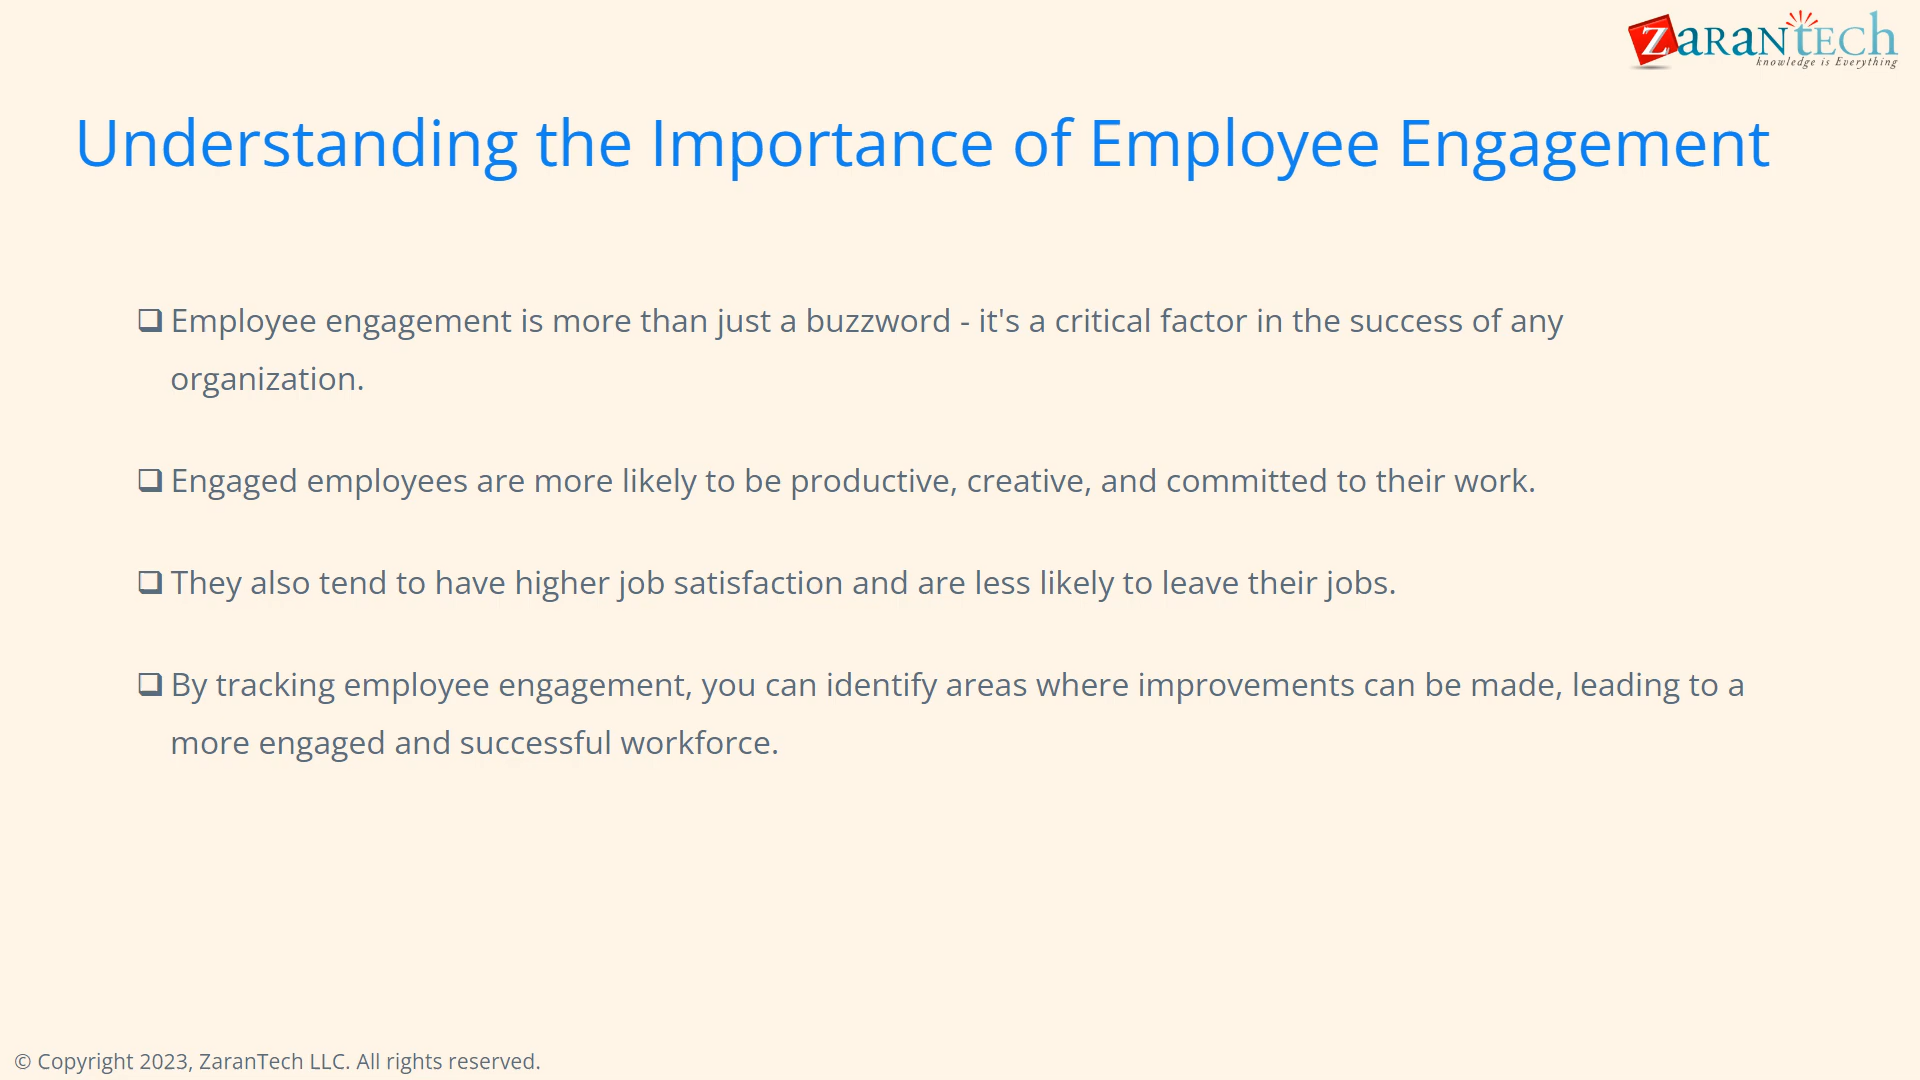 ZaranTech
knowledge is Everything
Understanding the Importance of Employee Engagement
❑ Employee engagement is more than just a buzzword - it's a critical factor in the success of any
organization.
❑ Engaged employees are more likely to be productive, creative, and committed to their work.
❑ They also tend to have higher job satisfaction and are less likely to leave their jobs.
❑ By tracking employee engagement, you can identify areas where improvements can be made, leading to a
more engaged and successful workforce.
© Copyright 2023, ZaranTech LLC. All rights reserved.